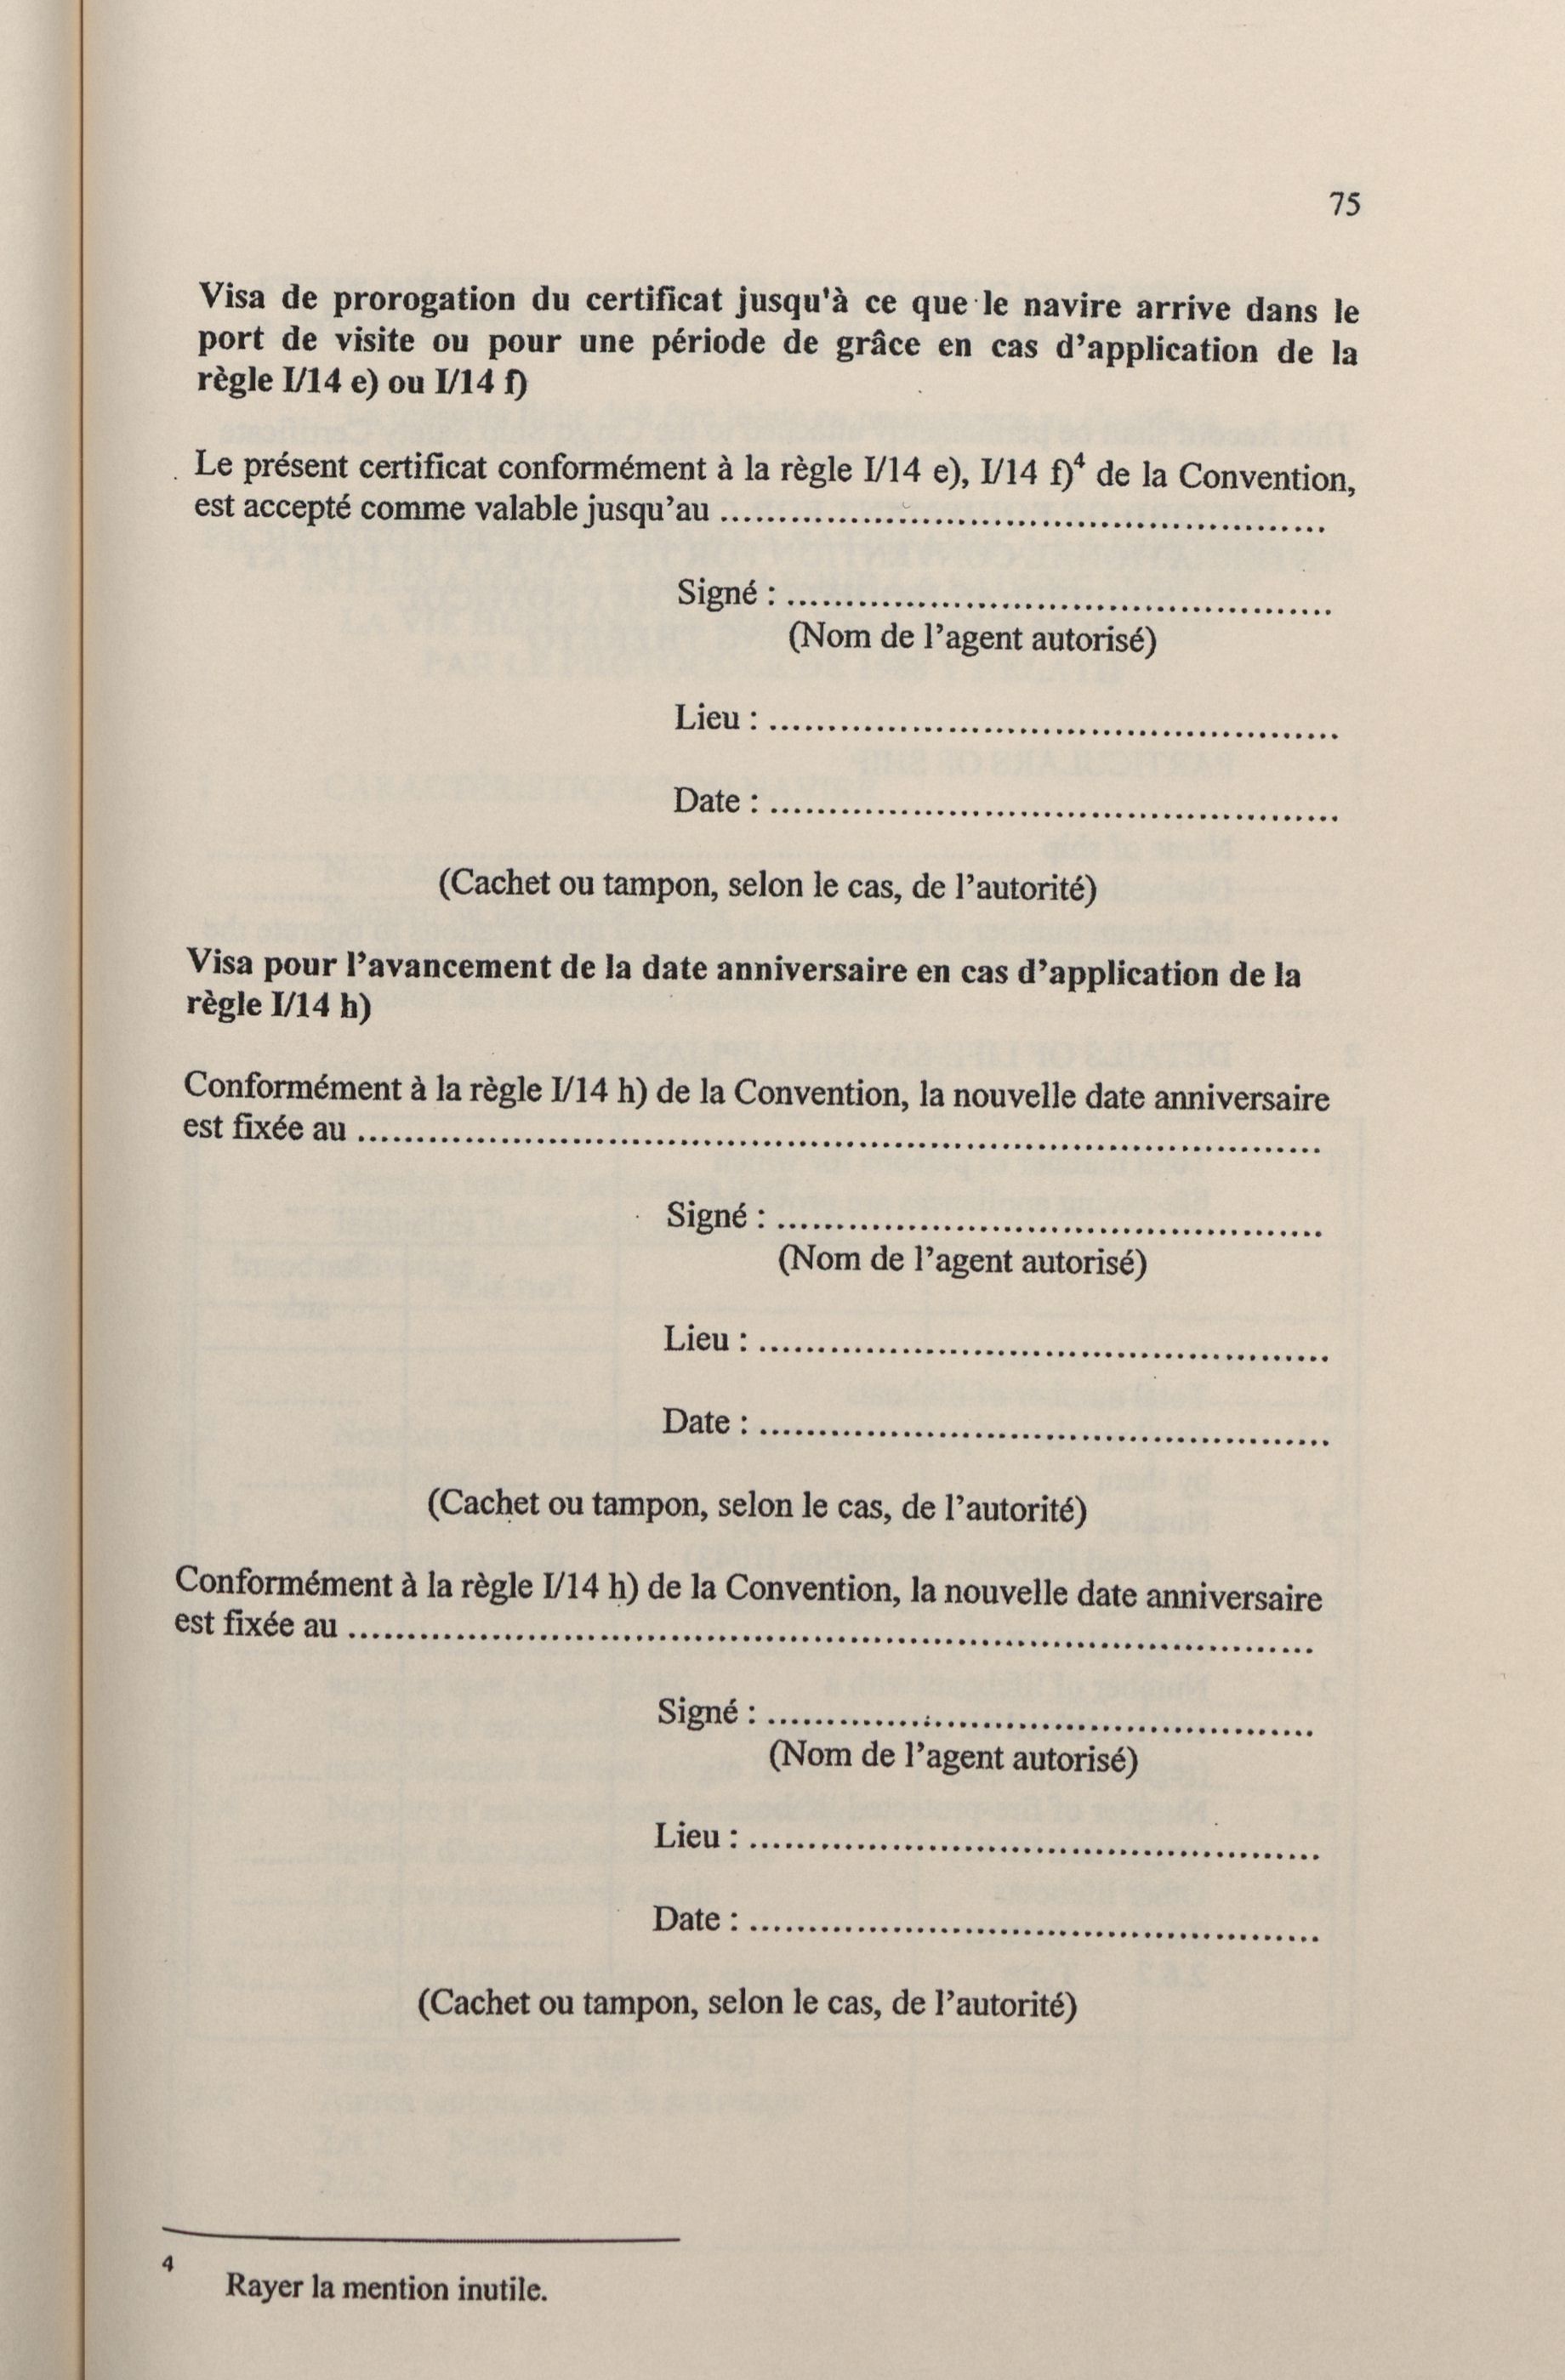 75
Visa de prorogation du certificat jusqu'à ce que le navire arrive dans le
port de visite ou pour une période de grâce en cas d'application de la
règle I/14 e) ou I/14 f)
Le présent certificat conformément à la règle I/14 e), I/14 f)⁴ de la Convention,
est accepté comme valable jusqu'au ....................................................
Signé : ...............................................
(Nom de l'agent autorisé)
Lieu : .................................................
Date : .................................................
(Cachet ou tampon, selon le cas, de l'autorité)
Visa pour l'avancement de la date anniversaire en cas d'application de la
règle I/14 h)
Conformément à la règle I/14 h) de la Convention, la nouvelle date anniversaire
est fixée au ...................................................................................
Signé : ...............................................
(Nom de l'agent autorisé)
Lieu : .................................................
Date : .................................................
(Cachet ou tampon, selon le cas, de l'autorité)
Conformément à la règle I/14 h) de la Convention, la nouvelle date anniversaire
est fixée au ...................................................................................
Signé : ...............................................
(Nom de l'agent autorisé)
Lieu : .................................................
Date : .................................................
(Cachet ou tampon, selon le cas, de l'autorité)
4
Rayer la mention inutile.